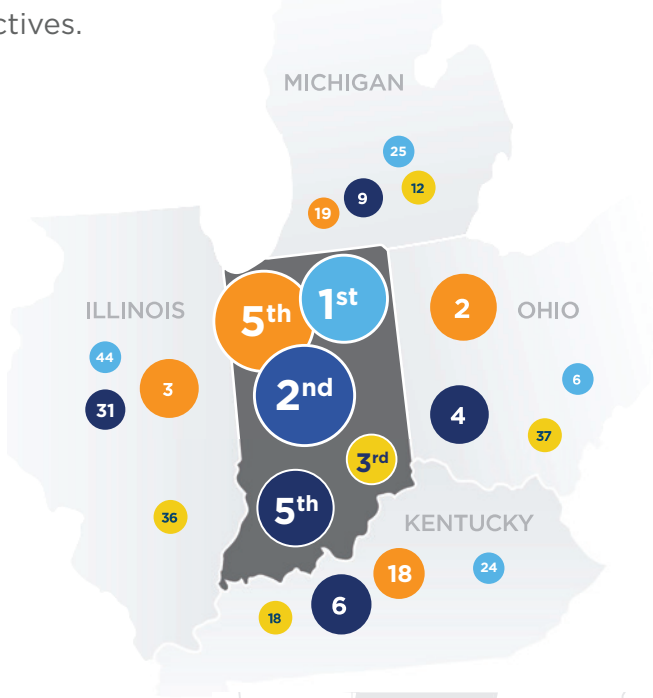 ctives.
MICHIGAN
25
12
9
19
1st
5th
ILLINOIS
2
OHIO
44
3
6
2nd
31
4
37
3rd
36
5th
KENTUCKY
24
18
6
18